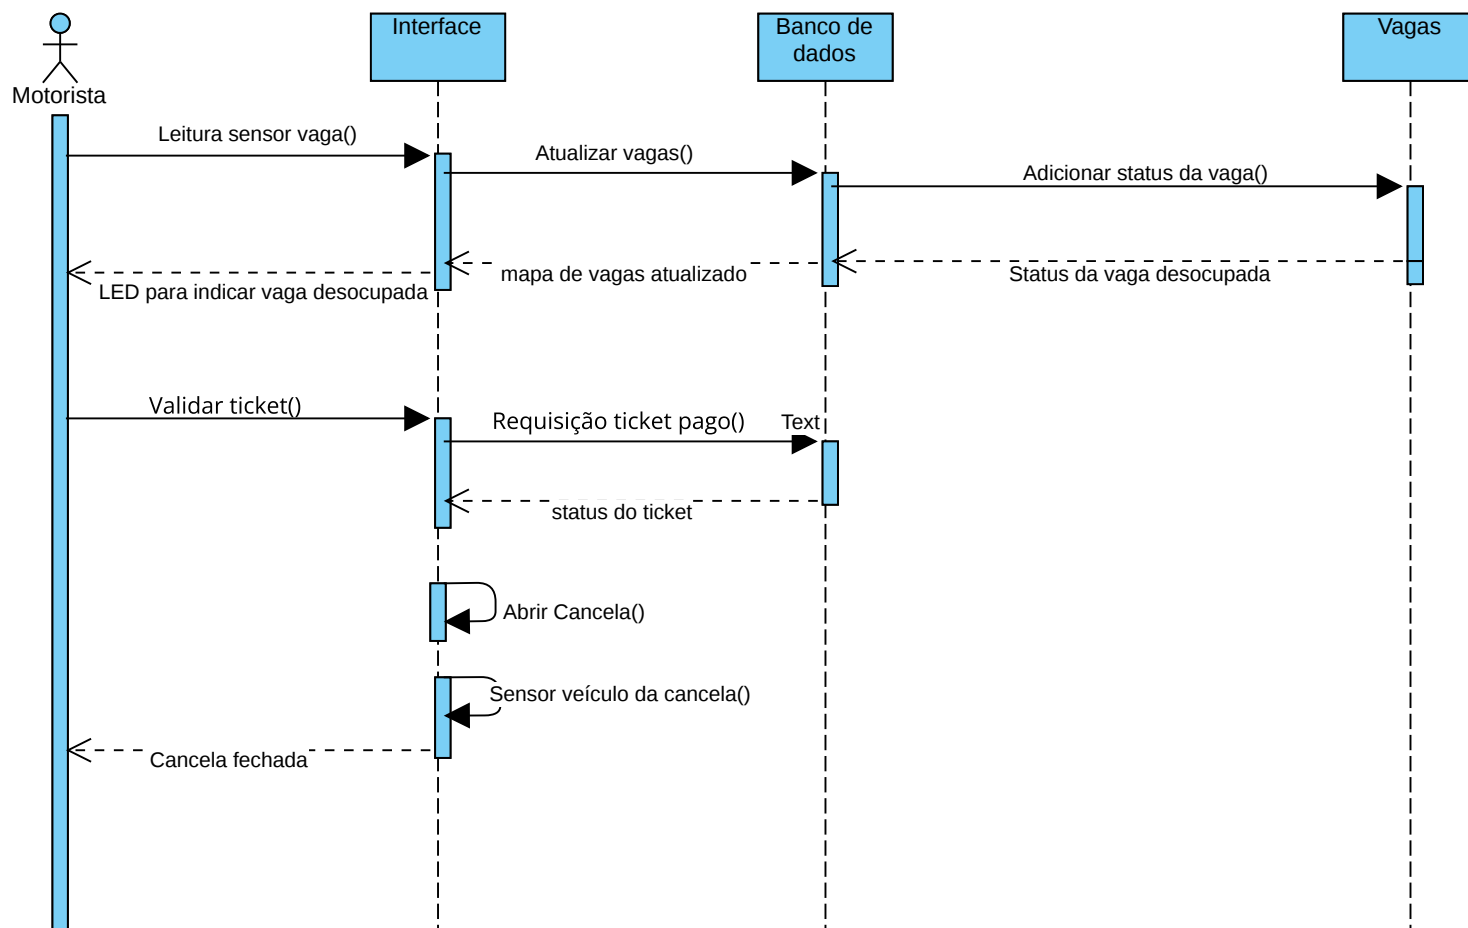 Motorista
Interface
Banco de
dados
Vagas
Leitura sensor vaga()
Atualizar vagas()
Adicionar status da vaga()
Status da vaga desocupada
mapa de vagas atualizado
LED para indicar vaga desocupada
Validar ticket()
Requisição ticket pago()
Text
status do ticket
Abrir Cancela()
Sensor veículo da cancela()
Cancela fechada